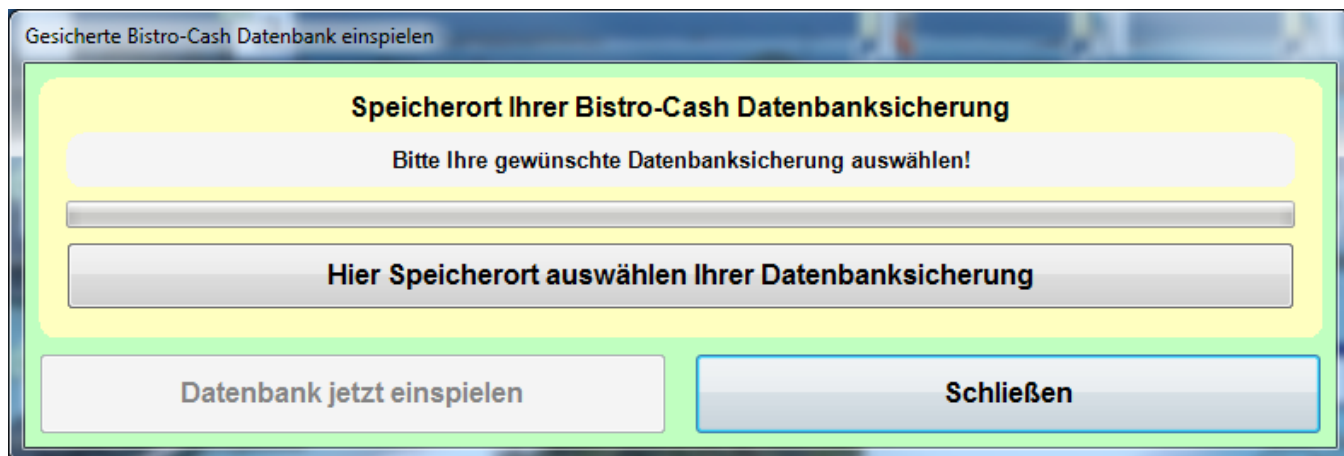 Gesicherte Bistro-Cash Datenbank einspielen
Speicherort Ihrer Bistro-Cash Datenbanksicherung
Bitte Ihre gewünschte Datenbanksicherung auswählen!
Hier Speicherort auswählen Ihrer Datenbanksicherung
Datenbank jetzt einspielen
Schließen